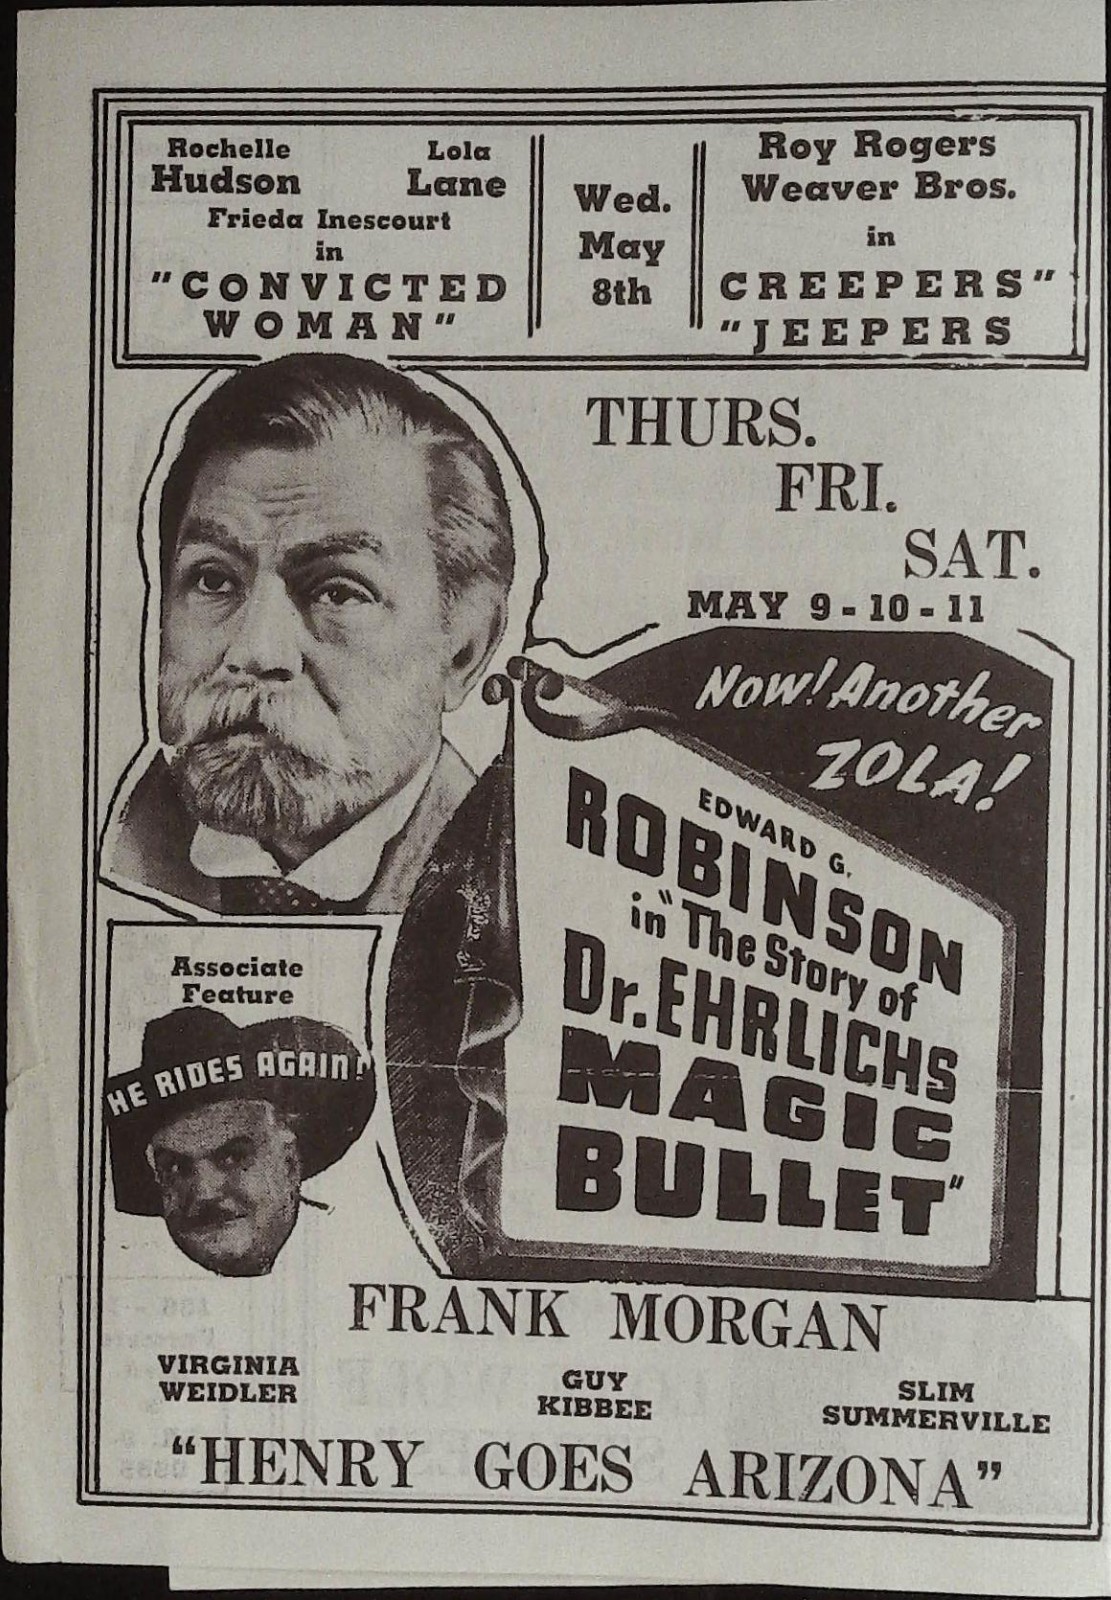 Rochelle
Hudson
Lola
Lane
Frieda Inescourt
in
"CONVICTED
WOMAN"
Wed.
May
8th
Roy Rogers
Weaver Bros.
in
CREEPERS"
"JEEPERS
THURS.
FRI.
SAT.
MAY 9-10-11
Now! Another
ZOLA!
EDWARD G.
ROBINSON
in "The Story of
Dr. EHRLICHS
MAGIC
BULLET"
Associate
Feature
HE RIDES AGAIN!
FRANK MORGAN
VIRGINIA
WEIDLER
GUY
KIBBEE
SLIM
SUMMERVILLE
"HENRY GOES ARIZONA"